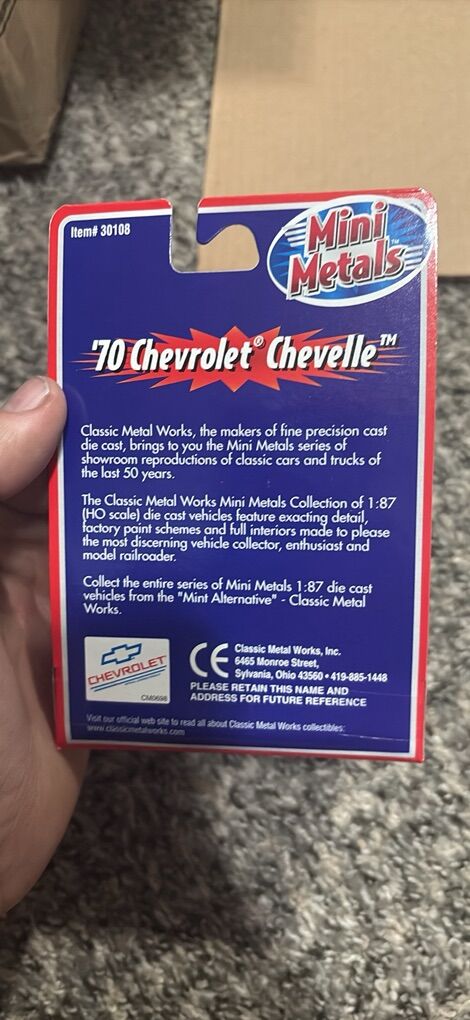 Item# 30108
Mini
Metals™
'70 Chevrolet® Chevelle™
Classic Metal Works, the makers of fine precision cast
die cast, brings to you the Mini Metals series of
showroom reproductions of classic cars and trucks of
the last 50 years.
The Classic Metal Works Mini Metals Collection of 1:87
(HO scale) die cast vehicles feature exacting detail,
factory paint schemes and full interiors made to please
the most discerning vehicle collector, enthusiast and
model railroader.
Collect the entire series of Mini Metals 1:87 die cast
vehicles from the "Mint Alternative" - Classic Metal
Works.
CHEVROLET
CM0698
CE
Classic Metal Works, Inc.
6465 Monroe Street,
Sylvania, Ohio 43560 • 419-885-1448
PLEASE RETAIN THIS NAME AND
ADDRESS FOR FUTURE REFERENCE
Visit our official web site to read all about Classic Metal Works collectibles:
www.classicmetalworks.com